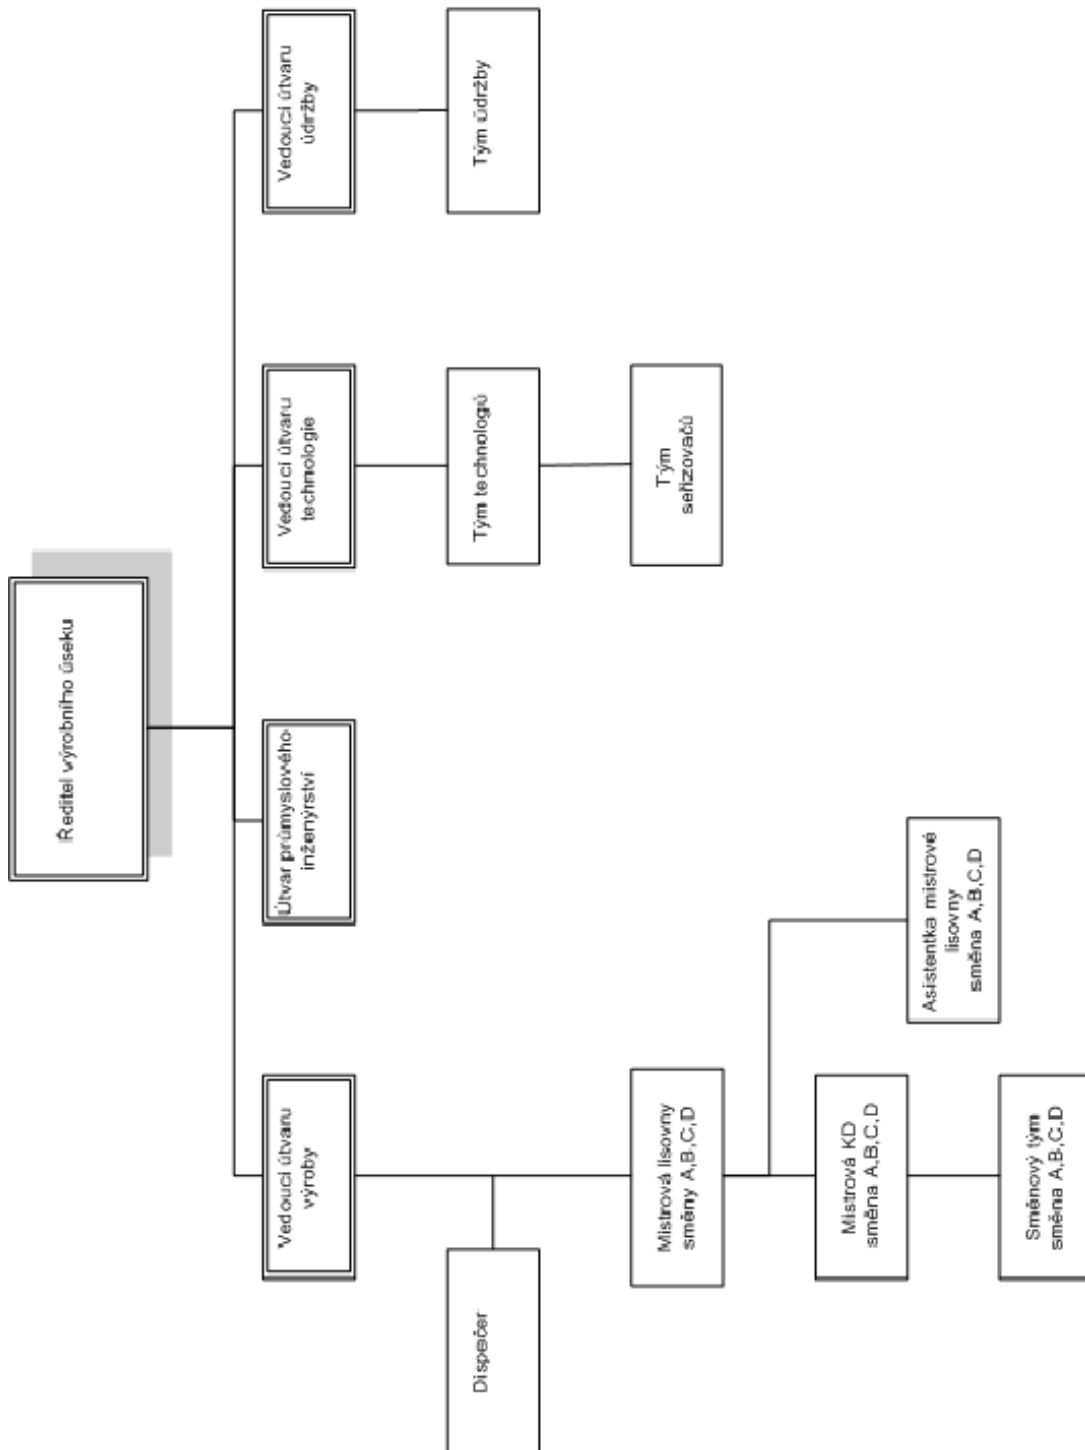 Ředitel výrobního úseku
Vedoucí útvaru
výroby
Útvar průmyslového
inženýrství
Vedoucí útvaru
technologie
Vedoucí útvaru
údržby
Dispečer
Tým technologů
Tým údržby
Mistrová lisovny
směny A,B,C,D
Tým
seřizovačů
Mistrová KD
směna A,B,C,D
Asistentka mistrové
lisovny
směna A,B,C,D
Směnový tým
směna A,B,C,D